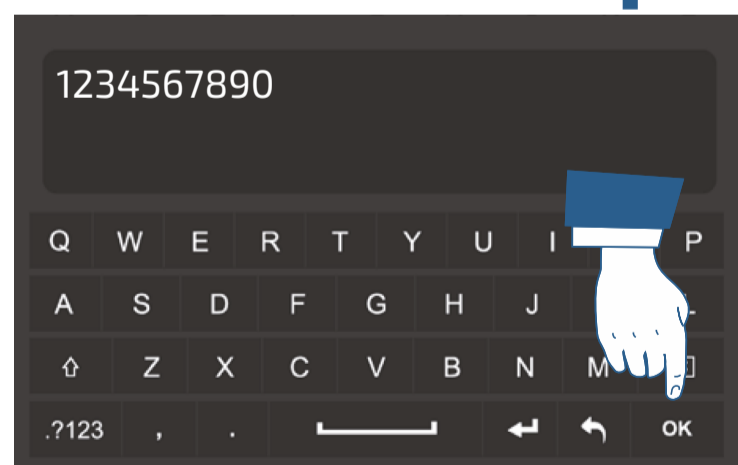 1234567890
Q W E R T Y U I P
A S D F G H J
Z X C V B N M
.?123 , . OK